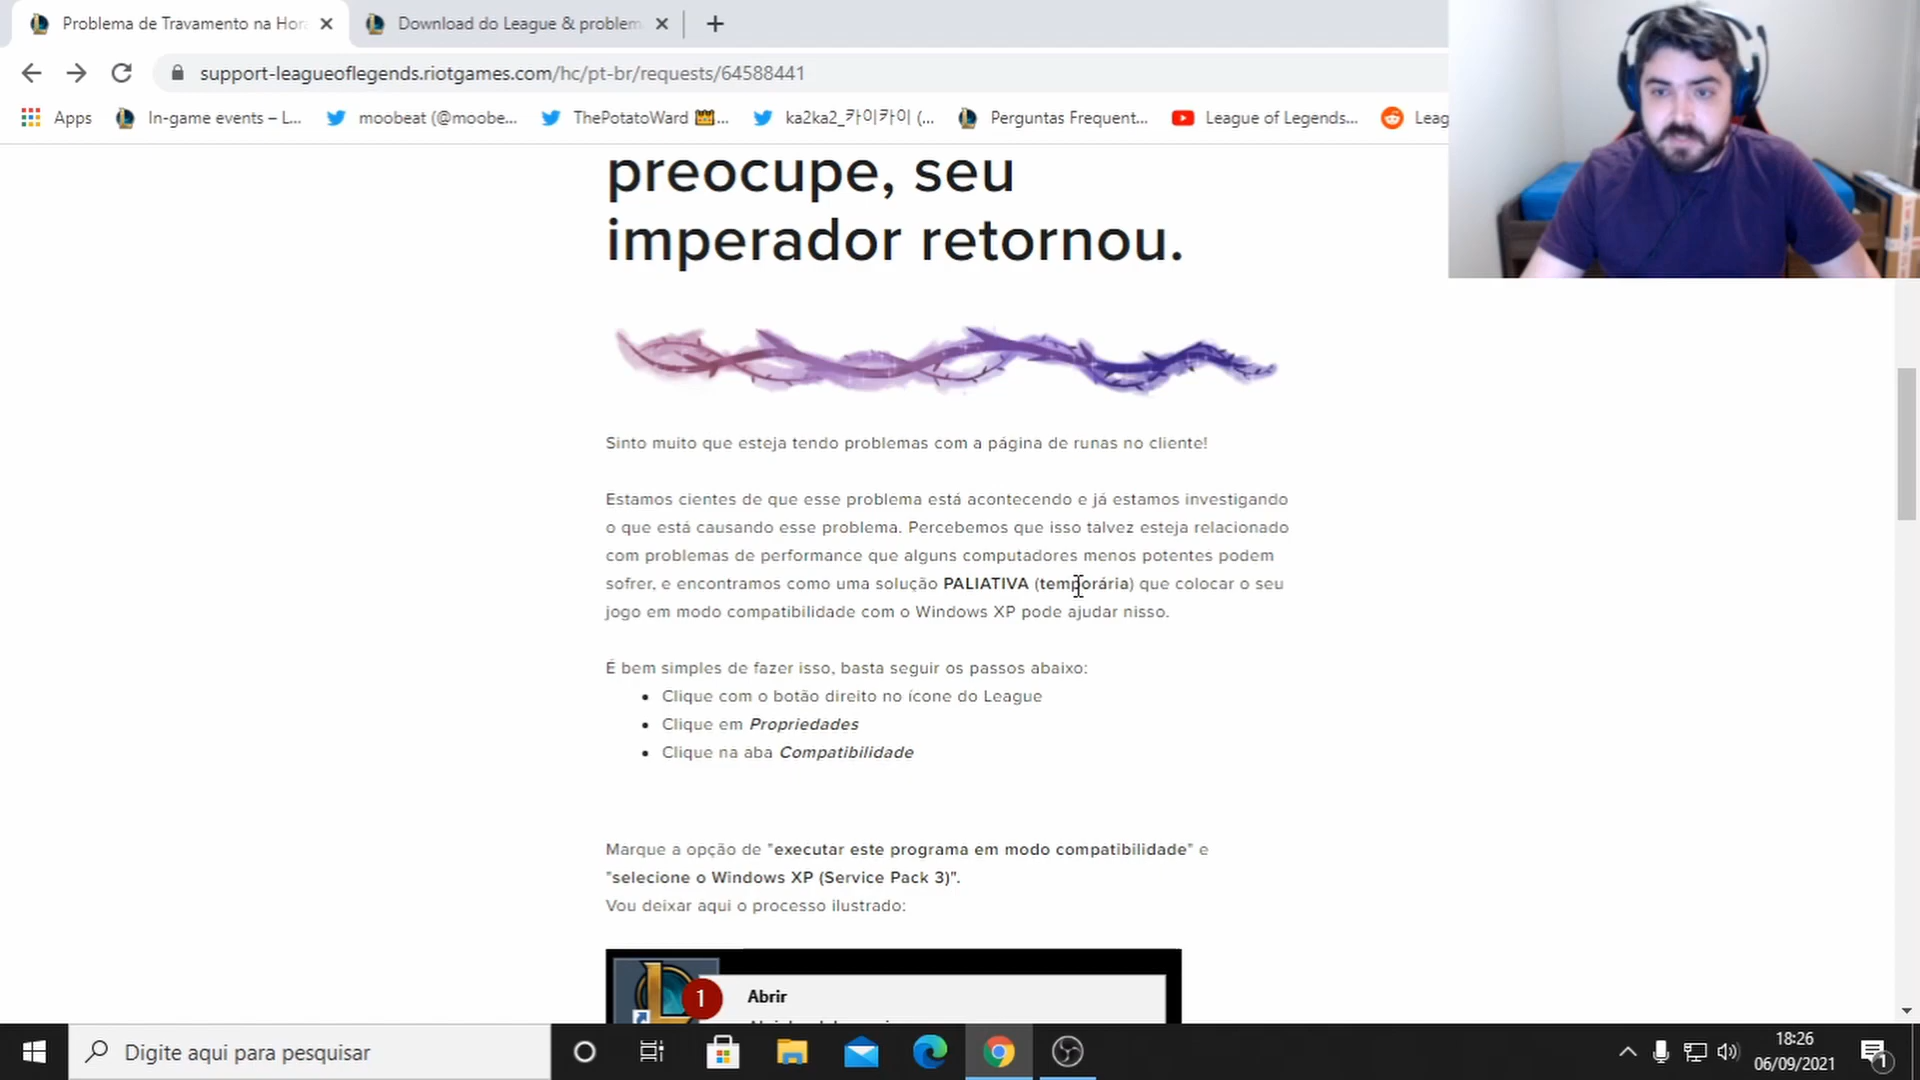 Problema de Travamento na Hor
Download do League & problem
support-leagueoflegends.riotgames.com/hc/pt-br/requests/64588441
Apps
In-game events – L...
moobeat (@moobe...
ThePotatoWard 👑...
ka2ka2_카이카이 (...
Perguntas Frequent...
League of Legends...
Leag
preocupe, seu
imperador retornou.
Sinto muito que esteja tendo problemas com a página de runas no cliente!
Estamos cientes de que esse problema está acontecendo e já estamos investigando
o que está causando esse problema. Percebemos que isso talvez esteja relacionado
com problemas de performance que alguns computadores menos potentes podem
sofrer, e encontramos como uma solução PALIATIVA (temporária) que colocar o seu
jogo em modo compatibilidade com o Windows XP pode ajudar nisso.
É bem simples de fazer isso, basta seguir os passos abaixo:
• Clique com o botão direito no ícone do League
• Clique em Propriedades
• Clique na aba Compatibilidade
Marque a opção de "executar este programa em modo compatibilidade" e
"selecione o Windows XP (Service Pack 3)".
Vou deixar aqui o processo ilustrado:
1
Abrir
Digite aqui para pesquisar
18:26
06/09/2021
1